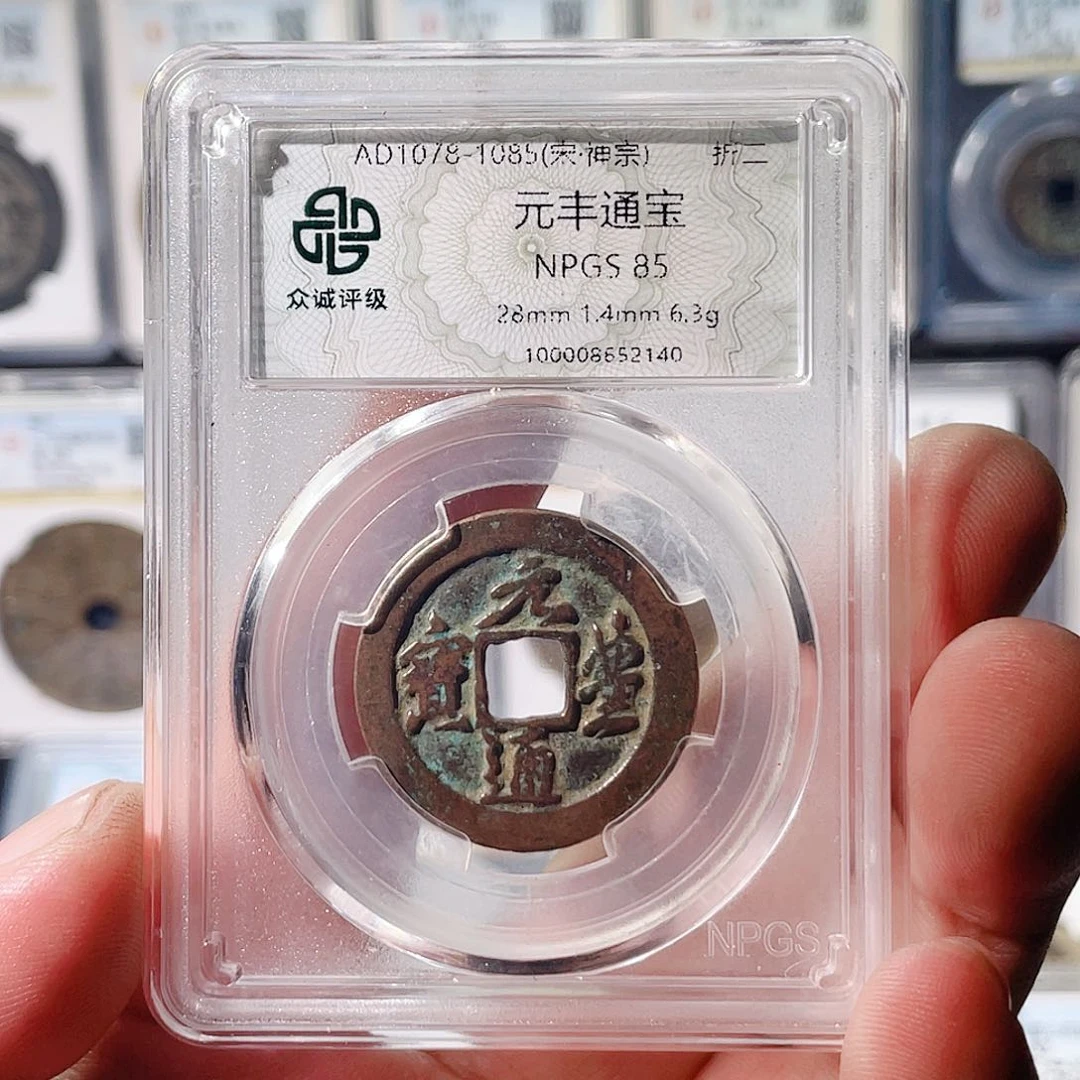 AD1078-1085(宋·神宗) 折二
元丰通宝
NPGS 85
28mm 1.4mm 6.3g
100008652140
众诚评级
元豐通寶
NPGS